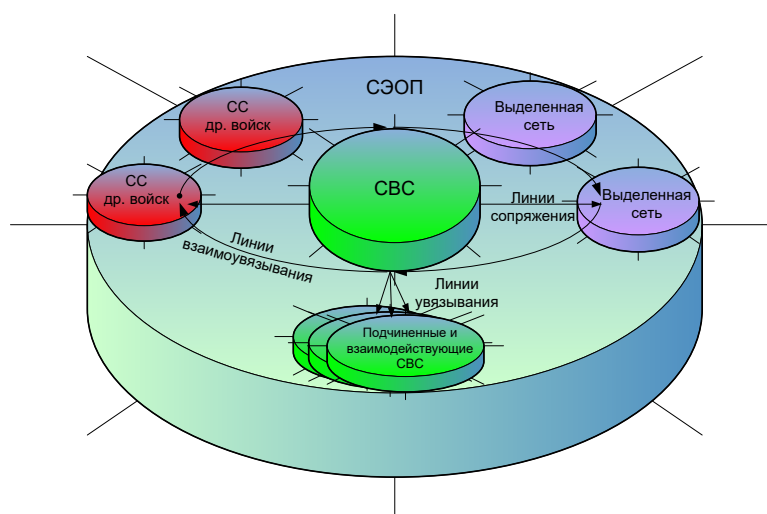 СЭОП
СС
др. войск
Выделенная
сеть
СС
др. войск
СВС
Выделенная
сеть
Линии
сопряжения
Линии
взаимоувязывания
Линии
увязывания
Подчиненные и
взаимодействующие
СВС